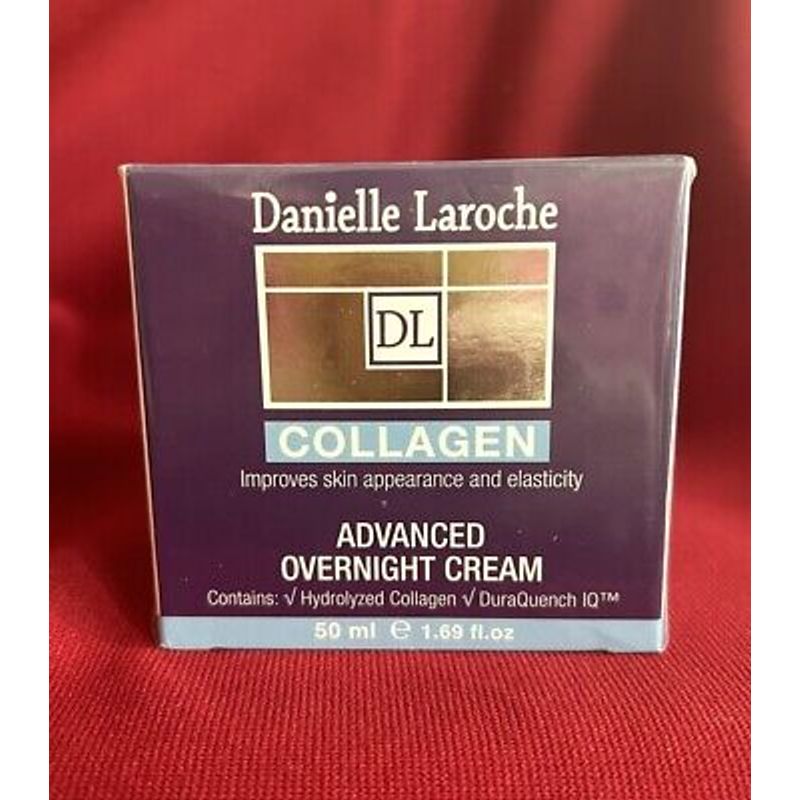 Danielle Laroche
DL
COLLAGEN
Improves skin appearance and elasticity
ADVANCED
OVERNIGHT CREAM
Contains: √ Hydrolyzed Collagen √ DuraQuench IQ™
50 ml ℮ 1.69 fl.oz